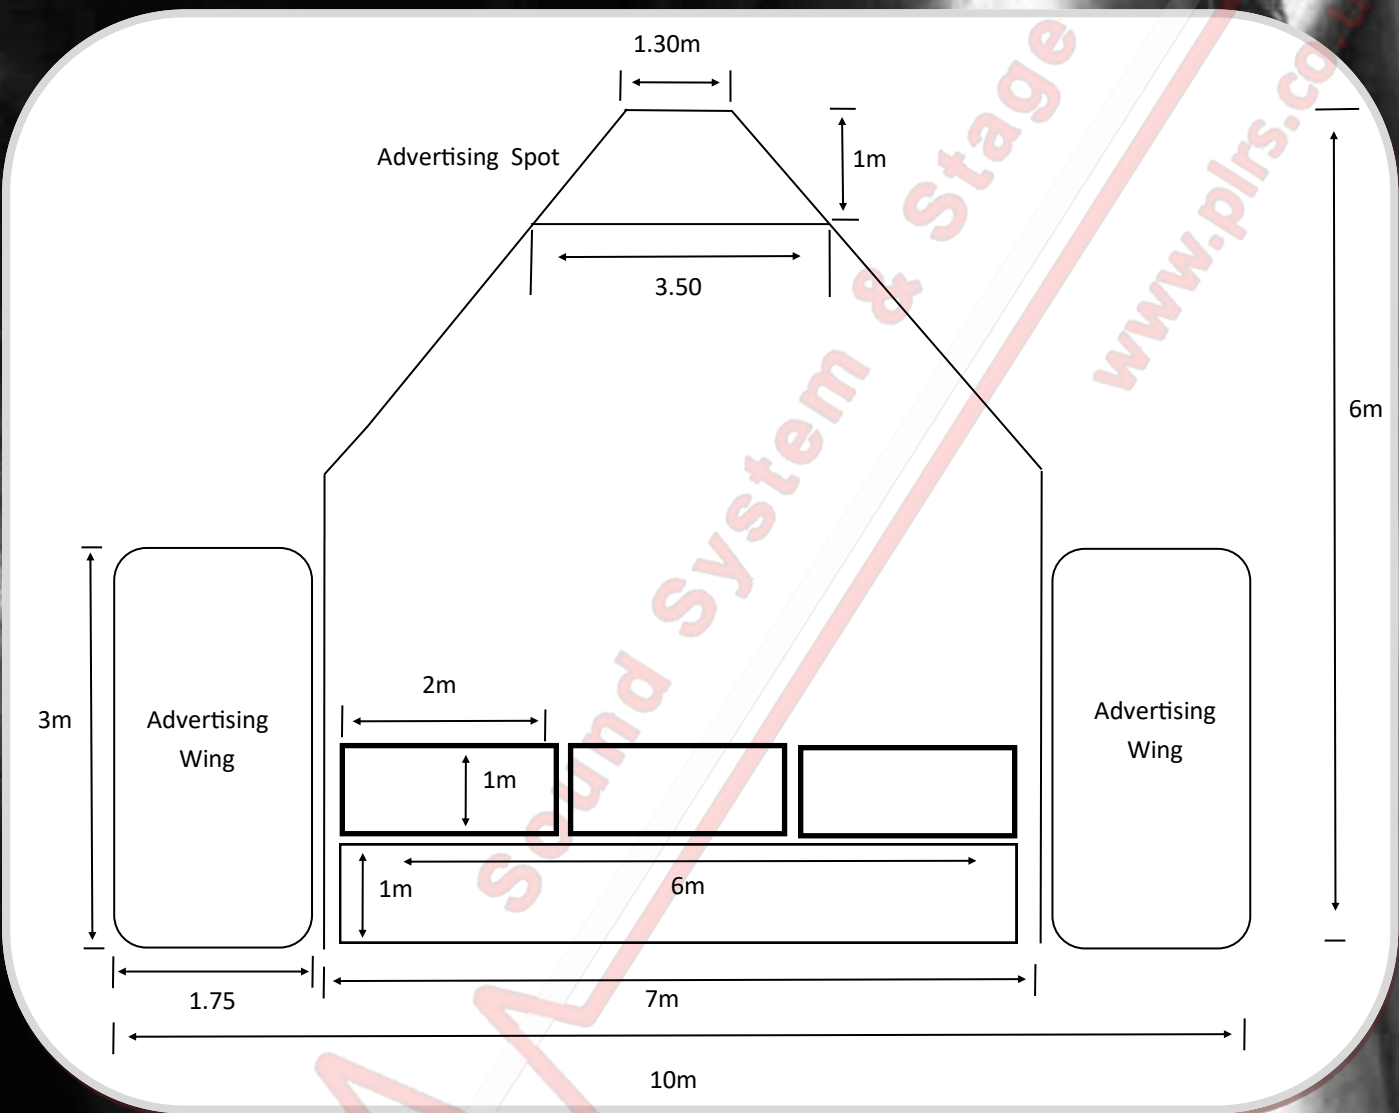 1.30m
Advertising Spot
1m
3.50
6m
2m
3m
Advertising
Wing
Advertising
Wing
1m
1m
6m
1.75
7m
10m
Sound System & Stage
www.plrs.co.u